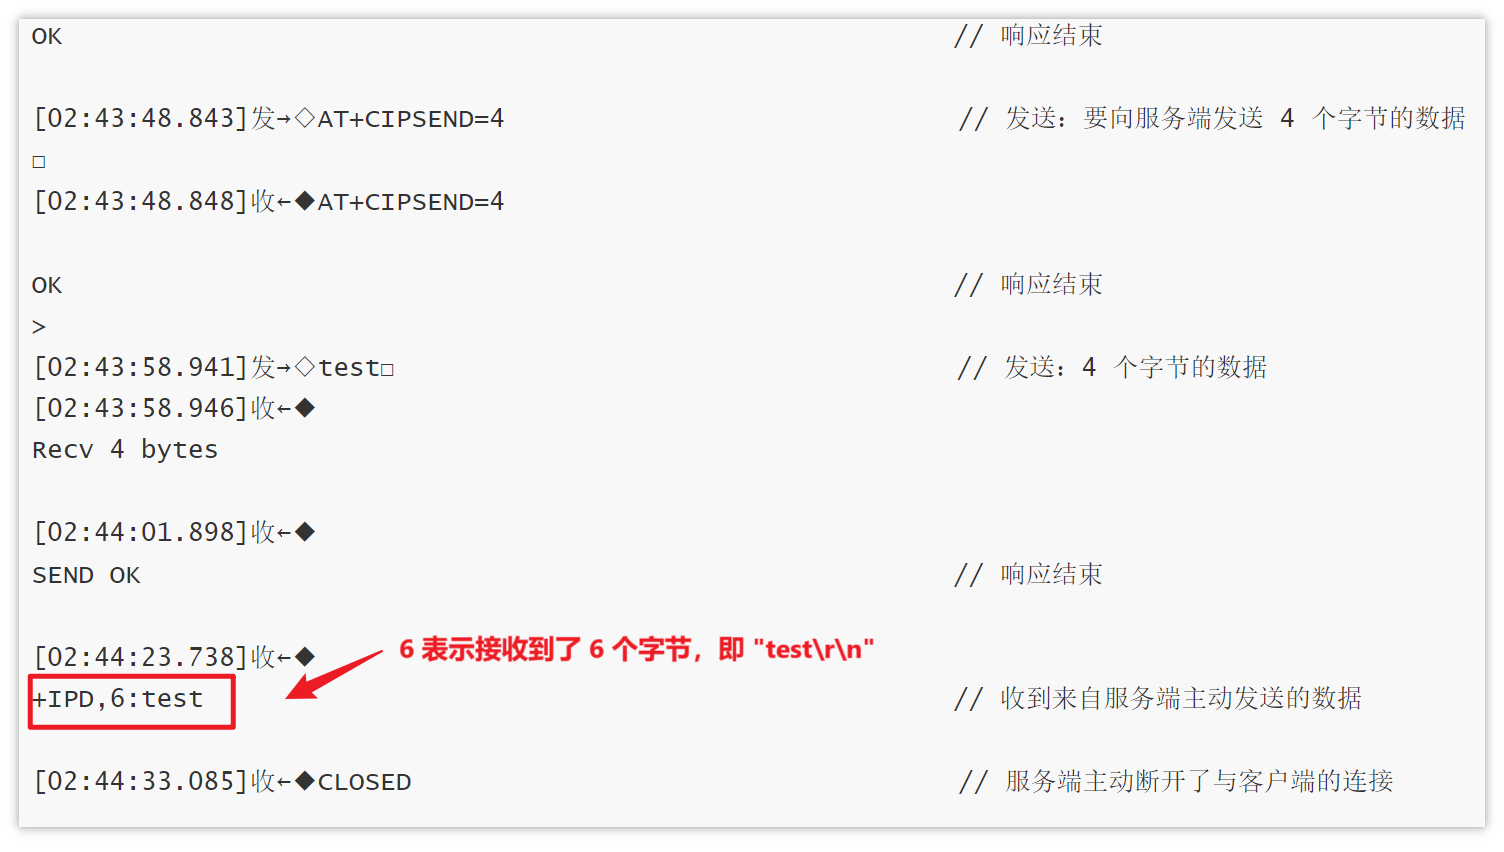 OK // 响应结束
[02:43:48.843]发→◇AT+CIPSEND=4 // 发送：要向服务端发送 4 个字节的数据
□
[02:43:48.848]收←◆AT+CIPSEND=4
OK // 响应结束
>
[02:43:58.941]发→◇test□ // 发送：4 个字节的数据
[02:43:58.946]收←◆
Recv 4 bytes
[02:44:01.898]收←◆
SEND OK // 响应结束
[02:44:23.738]收←◆
6 表示接收到了 6 个字节，即 "test\r\n"
+IPD,6:test // 收到来自服务端主动发送的数据
[02:44:33.085]收←◆CLOSED // 服务端主动断开了与客户端的连接